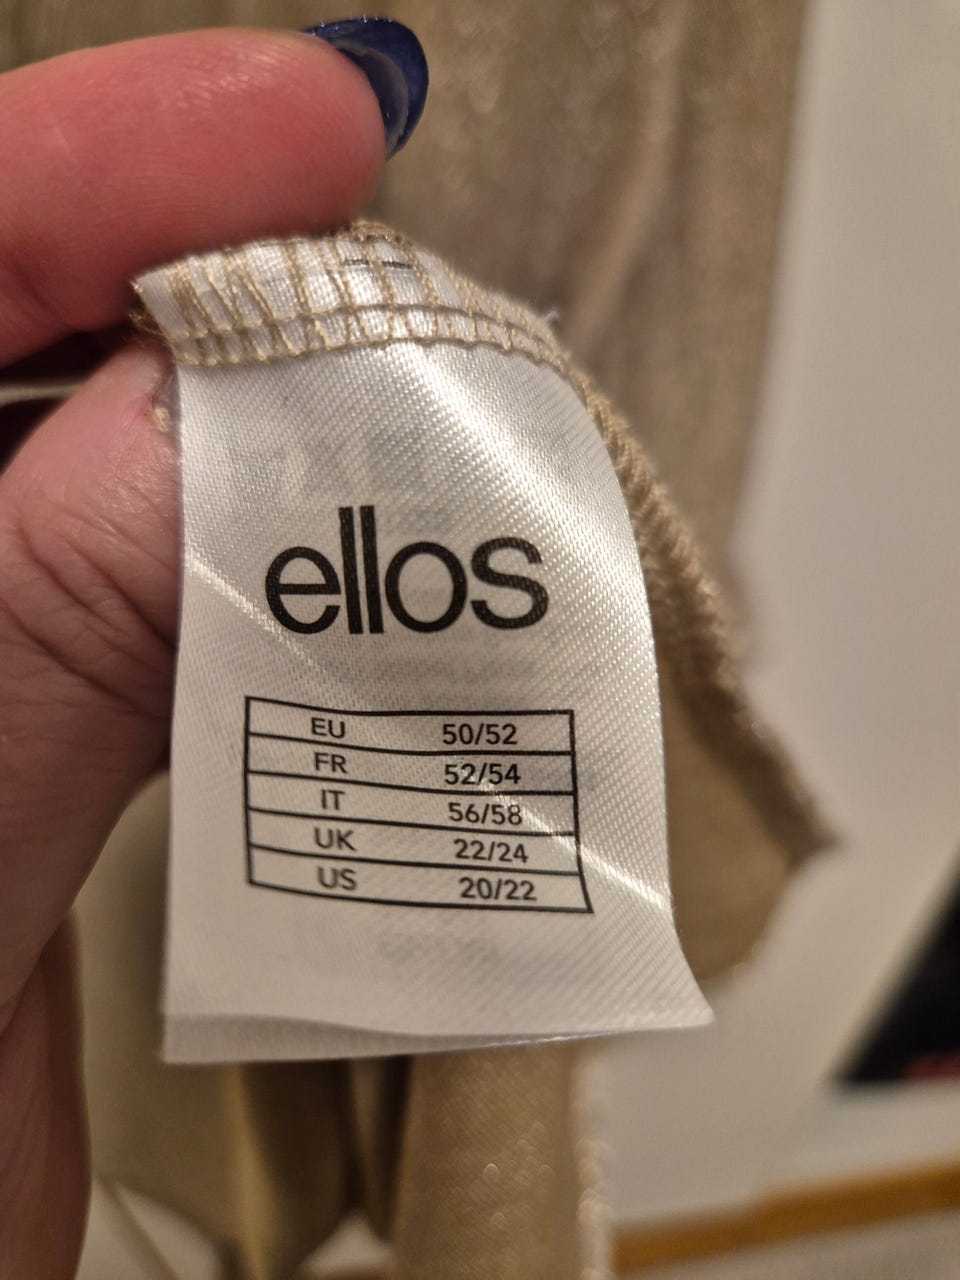 ellos
EU 50/52
FR 52/54
IT 56/58
UK 22/24
US 20/22